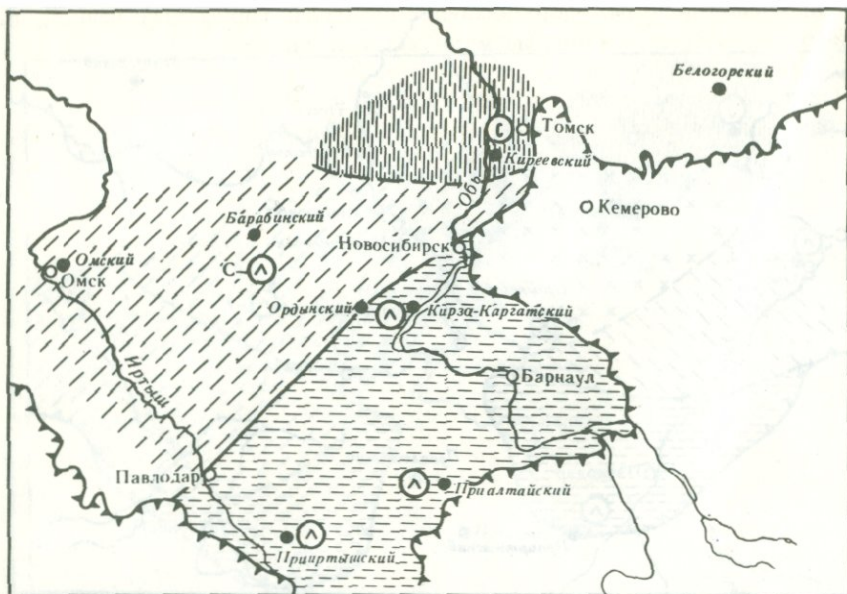 Белогорский
С
Томск
Киреевский
Обь
Кемерово
Барабинский
Новосибирск
Омский
Омск
С
Ордынский
Кирза-Каргатский
Иртыш
Барнаул
Павлодар
Приалтайский
Прииртышский